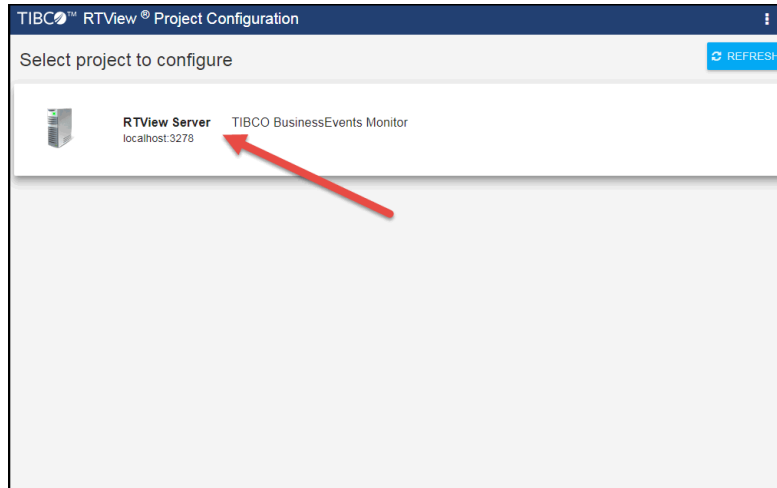 TIBCO™ RTView ® Project Configuration
Select project to configure
REFRESH
RTView Server TIBCO BusinessEvents Monitor
localhost:3278